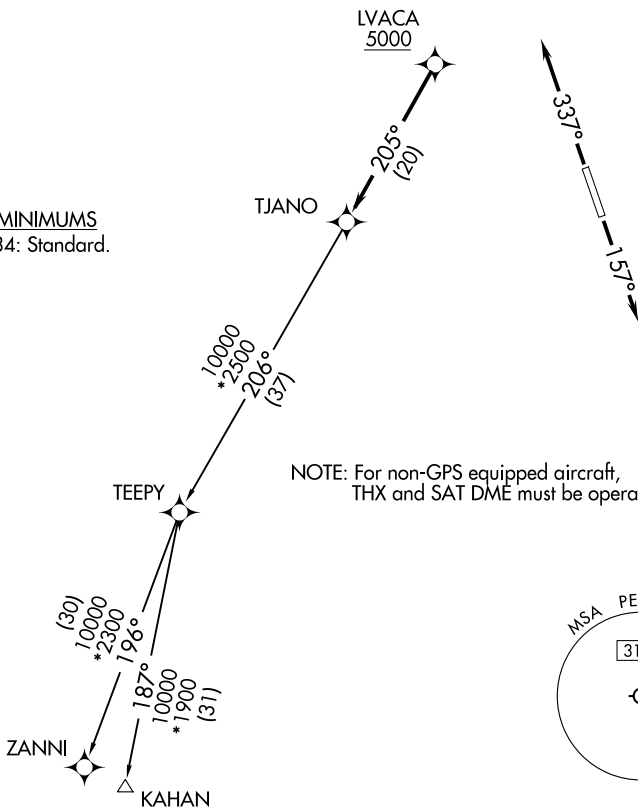 LVACA
5000
337°
205°
(20)
MINIMUMS
34: Standard.
TJANO
157°
10000
*2500
206°
(37)
NOTE: For non-GPS equipped aircraft,
THX and SAT DME must be opera
TEEPY
(30)
10000
*2300
196°
187°
10000
*1900
(31)
MSA PE
31
ZANNI
KAHAN